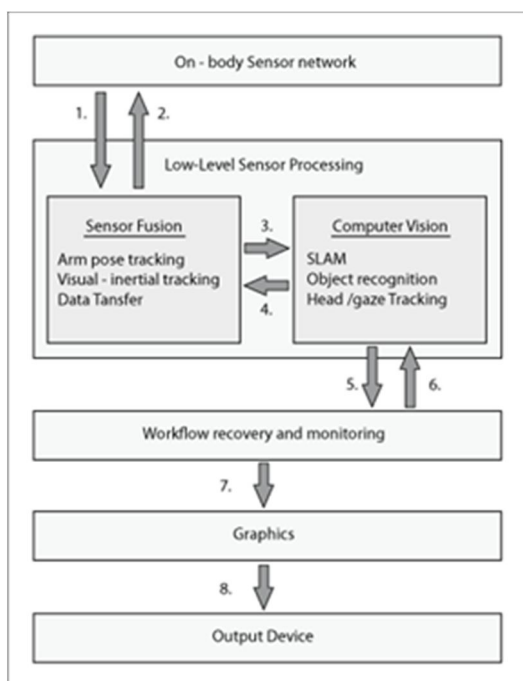 On - body Sensor network
1.
2.
Low-Level Sensor Processing
Sensor Fusion
Arm pose tracking
Visual - inertial tracking
Data Tansfer
3.
4.
Computer Vision
SLAM
Object recognition
Head /gaze Tracking
5.
6.
Workflow recovery and monitoring
7.
Graphics
8.
Output Device